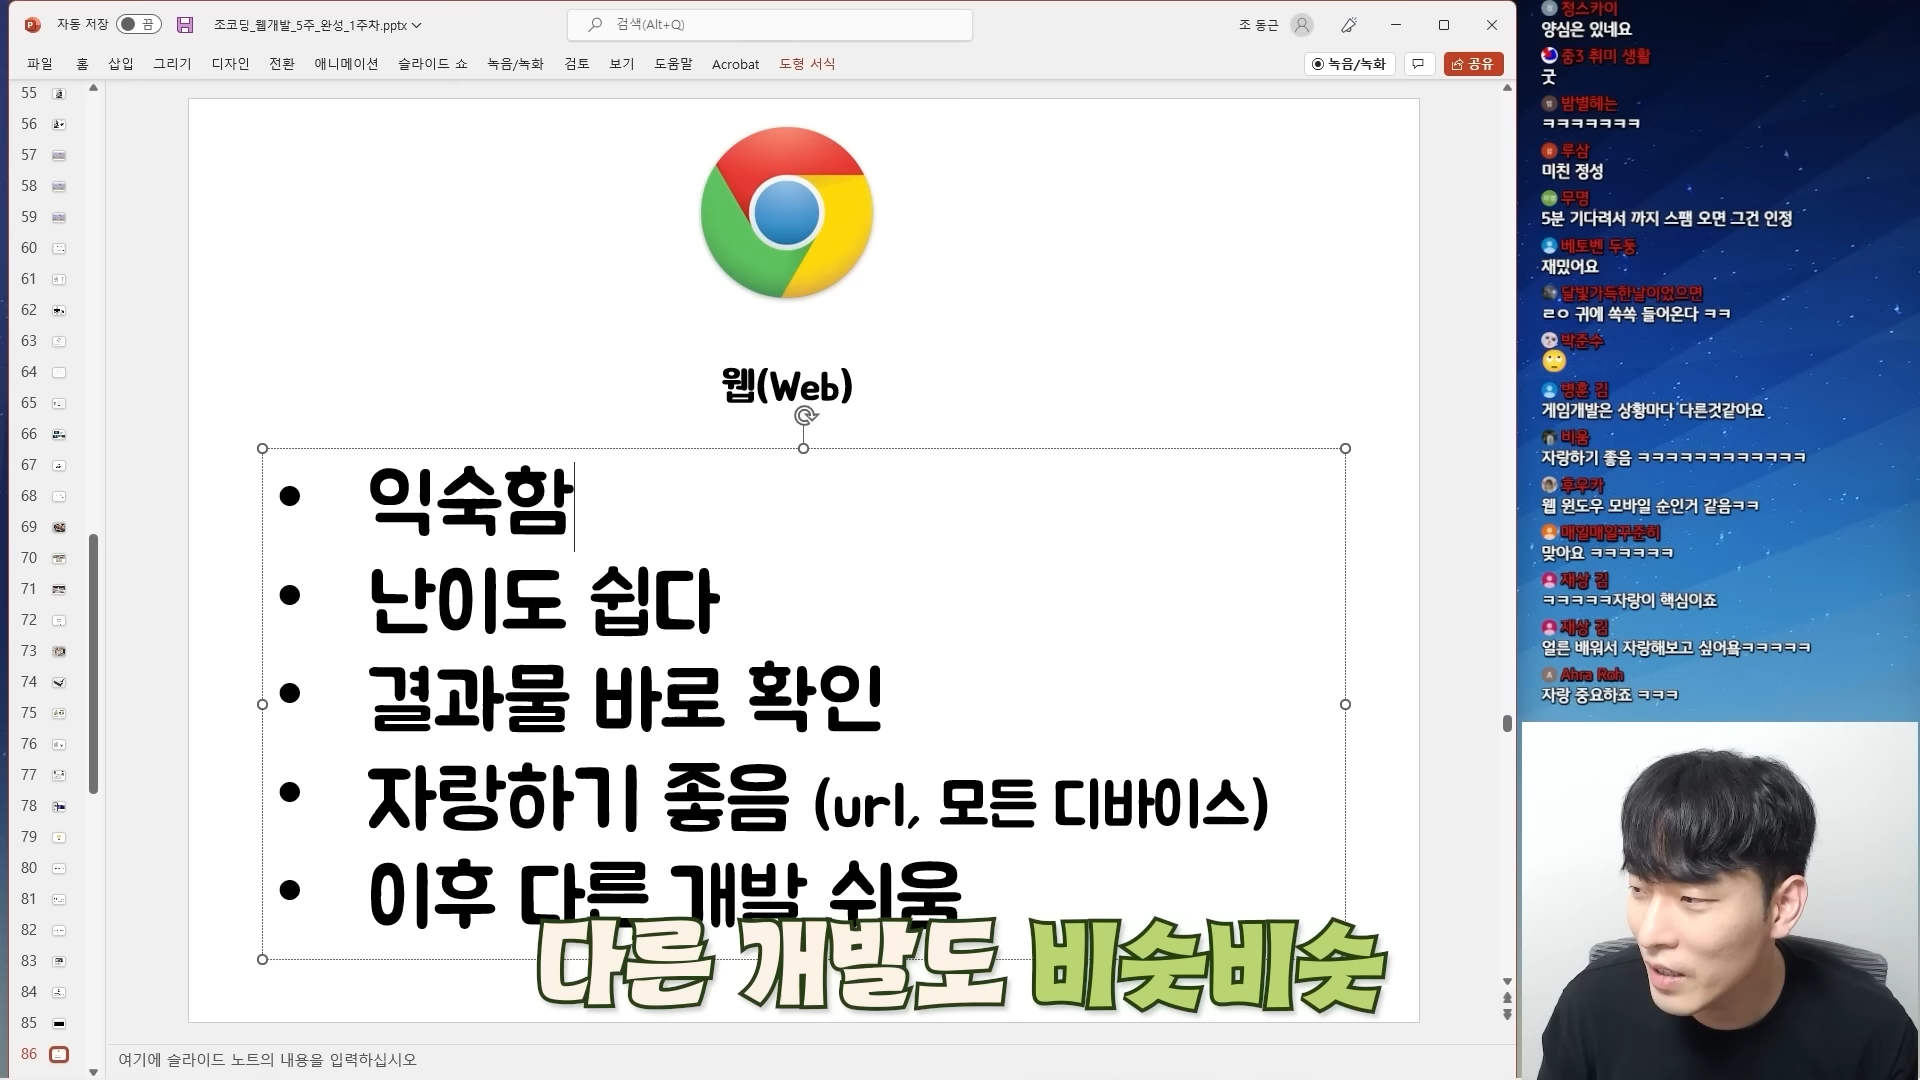 자동 저장
끔
조코딩_웹개발_5주_완성_1주차.pptx
검색(Alt+Q)
조 동근
파일 홈 삽입 그리기 디자인 전환 애니메이션 슬라이드 쇼 녹음/녹화 검토 보기 도움말 Acrobat 도형 서식
녹음/녹화
공유
55
56
57
58
59
60
61
62
63
64
65
66
67
68
69
70
71
72
73
74
75
76
77
78
79
80
81
82
83
84
85
86
웹(Web)
• 익숙함
• 난이도 쉽다
• 결과물 바로 확인
• 자랑하기 좋음 (url, 모든 디바이스)
• 이후 다른 개발 쉬움
다른 개발도 비슷비슷
여기에 슬라이드 노트의 내용을 입력하십시오
정스카이
양심은 있네요
중3 취미 생활
굿
밤별헤는
ㅋㅋㅋㅋㅋㅋㅋ
루삼
미친 정성
무명
5분 기다려서 까지 스팸 오면 그건 인정
베토벤 두둥
재밌어요
달빛가득한날이었으면
ㄹㅇ 귀에 쏙쏙 들어온다 ㅋㅋ
박준수
🙄
병훈 김
게임개발은 상황마다 다른것같아요
비움
자랑하기 좋음 ㅋㅋㅋㅋㅋㅋㅋㅋㅋㅋㅋㅋ
후우카
웹 윈도우 모바일 순인거 같음ㅋㅋ
매일매일꾸준히
맞아요 ㅋㅋㅋㅋㅋㅋ
재상 김
ㅋㅋㅋㅋㅋ자랑이 핵심이죠
재상 김
얼른 배워서 자랑해보고 싶어욬ㅋㅋㅋㅋㅋ
Ahra Roh
자랑 중요하죠 ㅋㅋㅋ